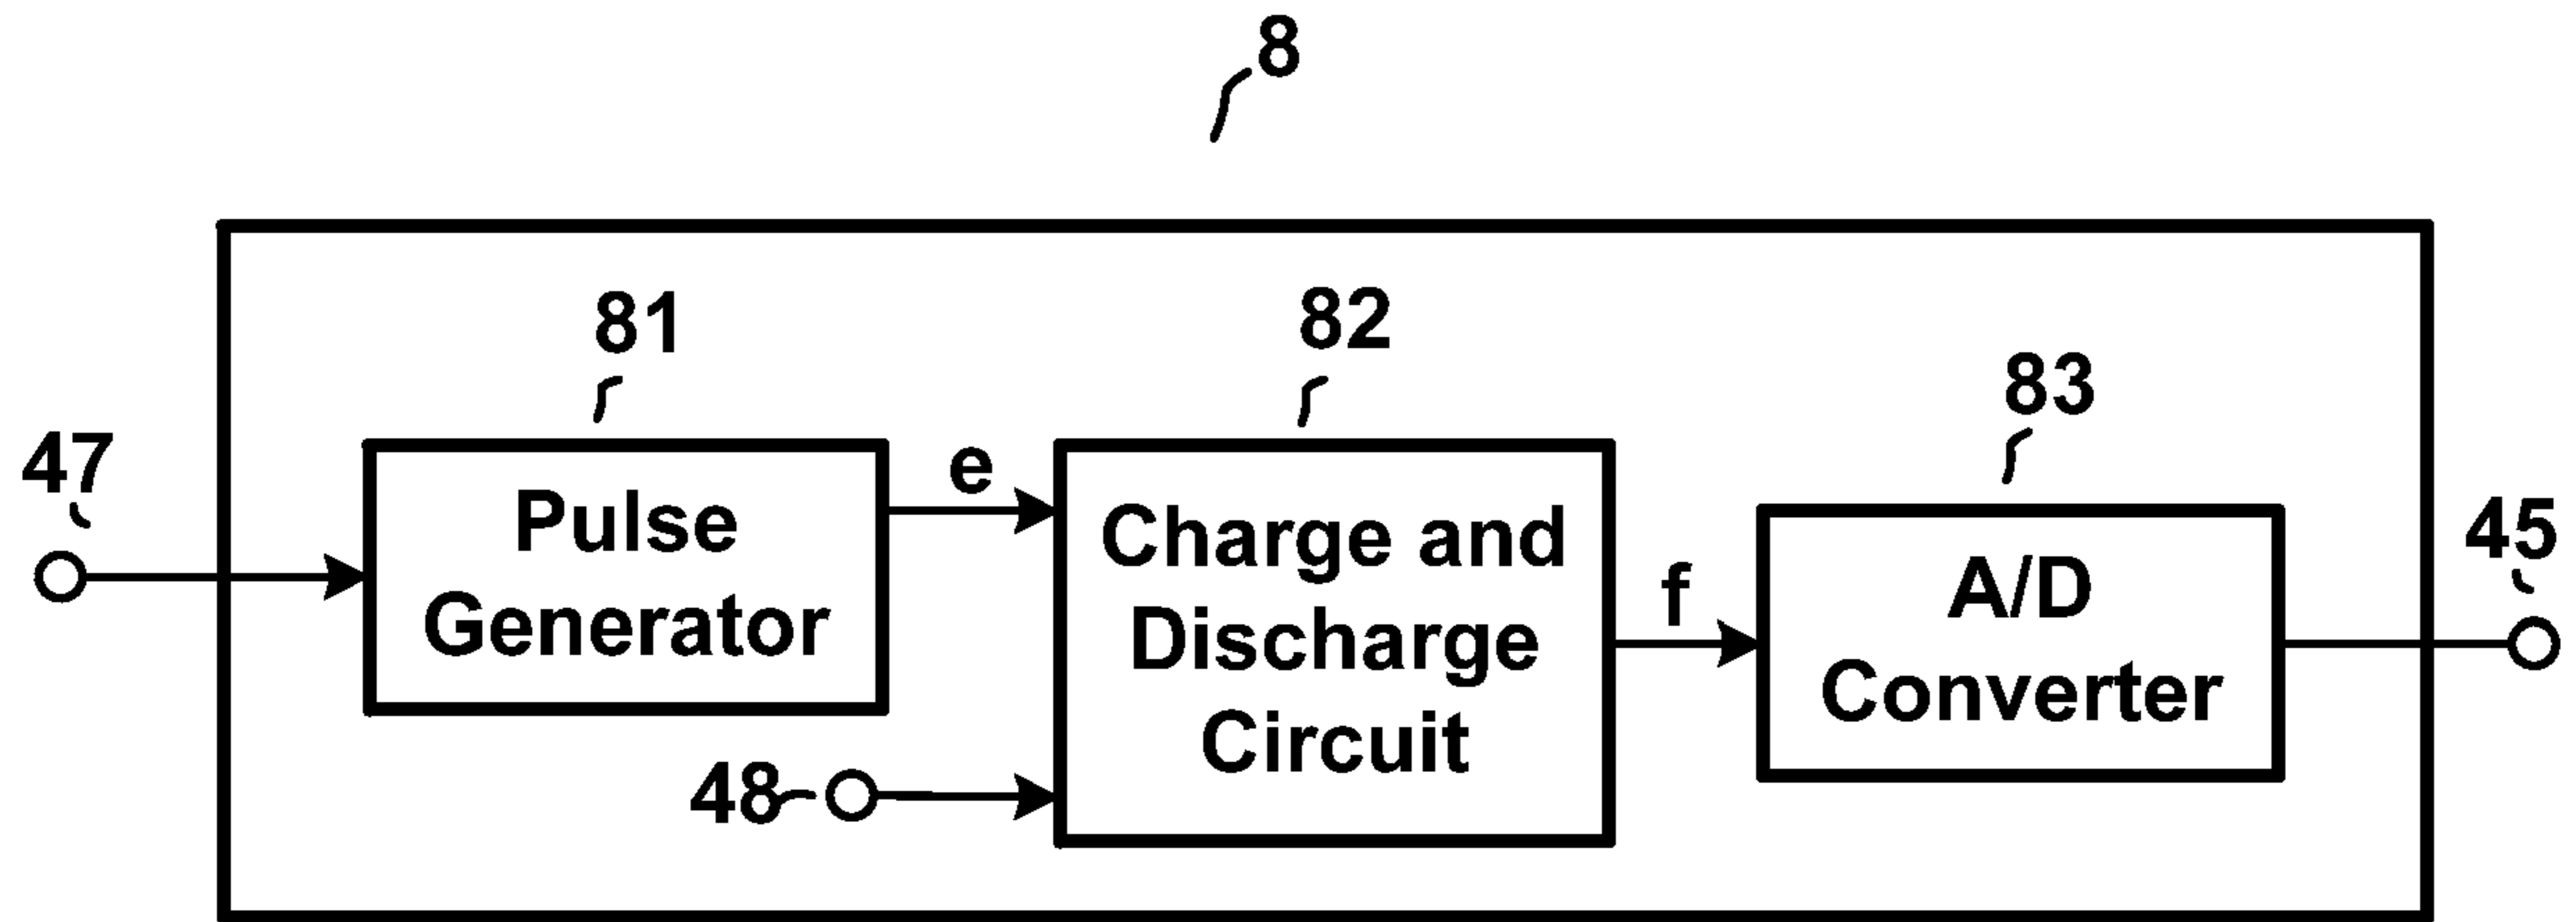 8
81
82
83
47
45
48
e
f
Pulse
Generator
Charge and
Discharge
Circuit
A/D
Converter